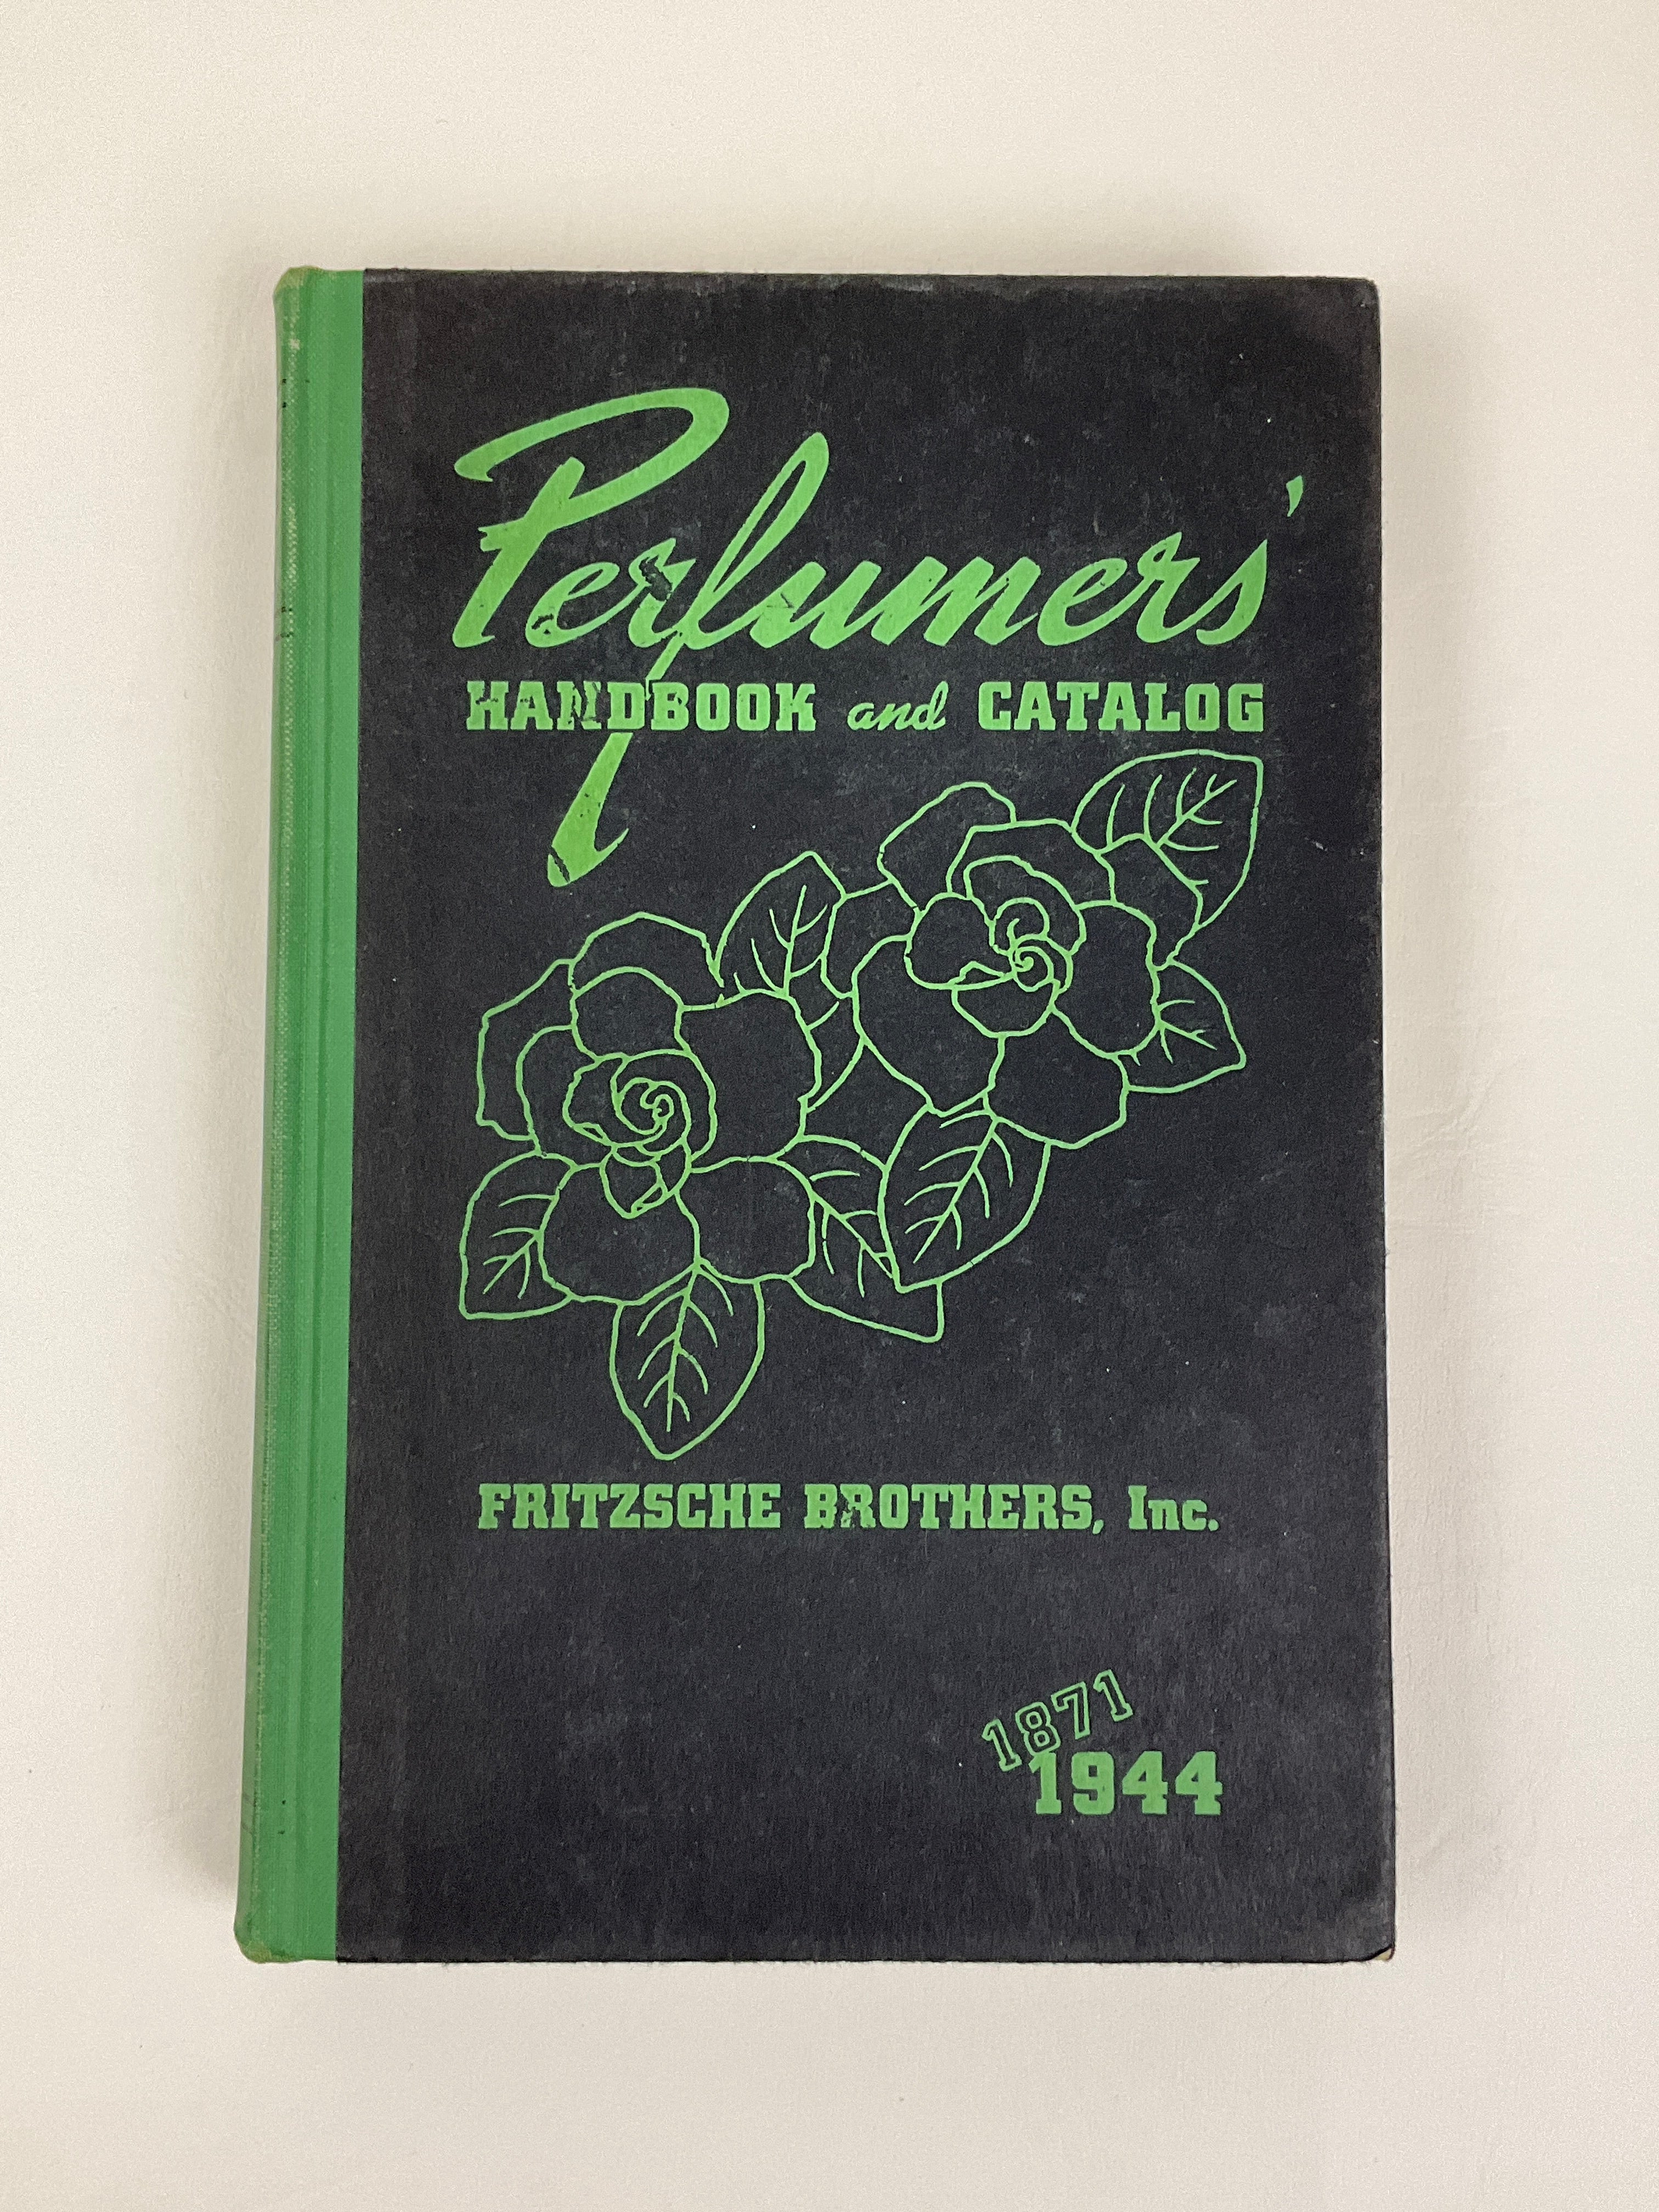 Perfumers'
HANDBOOK and CATALOG
FRITZSCHE BROTHERS, Inc.
1871
1944